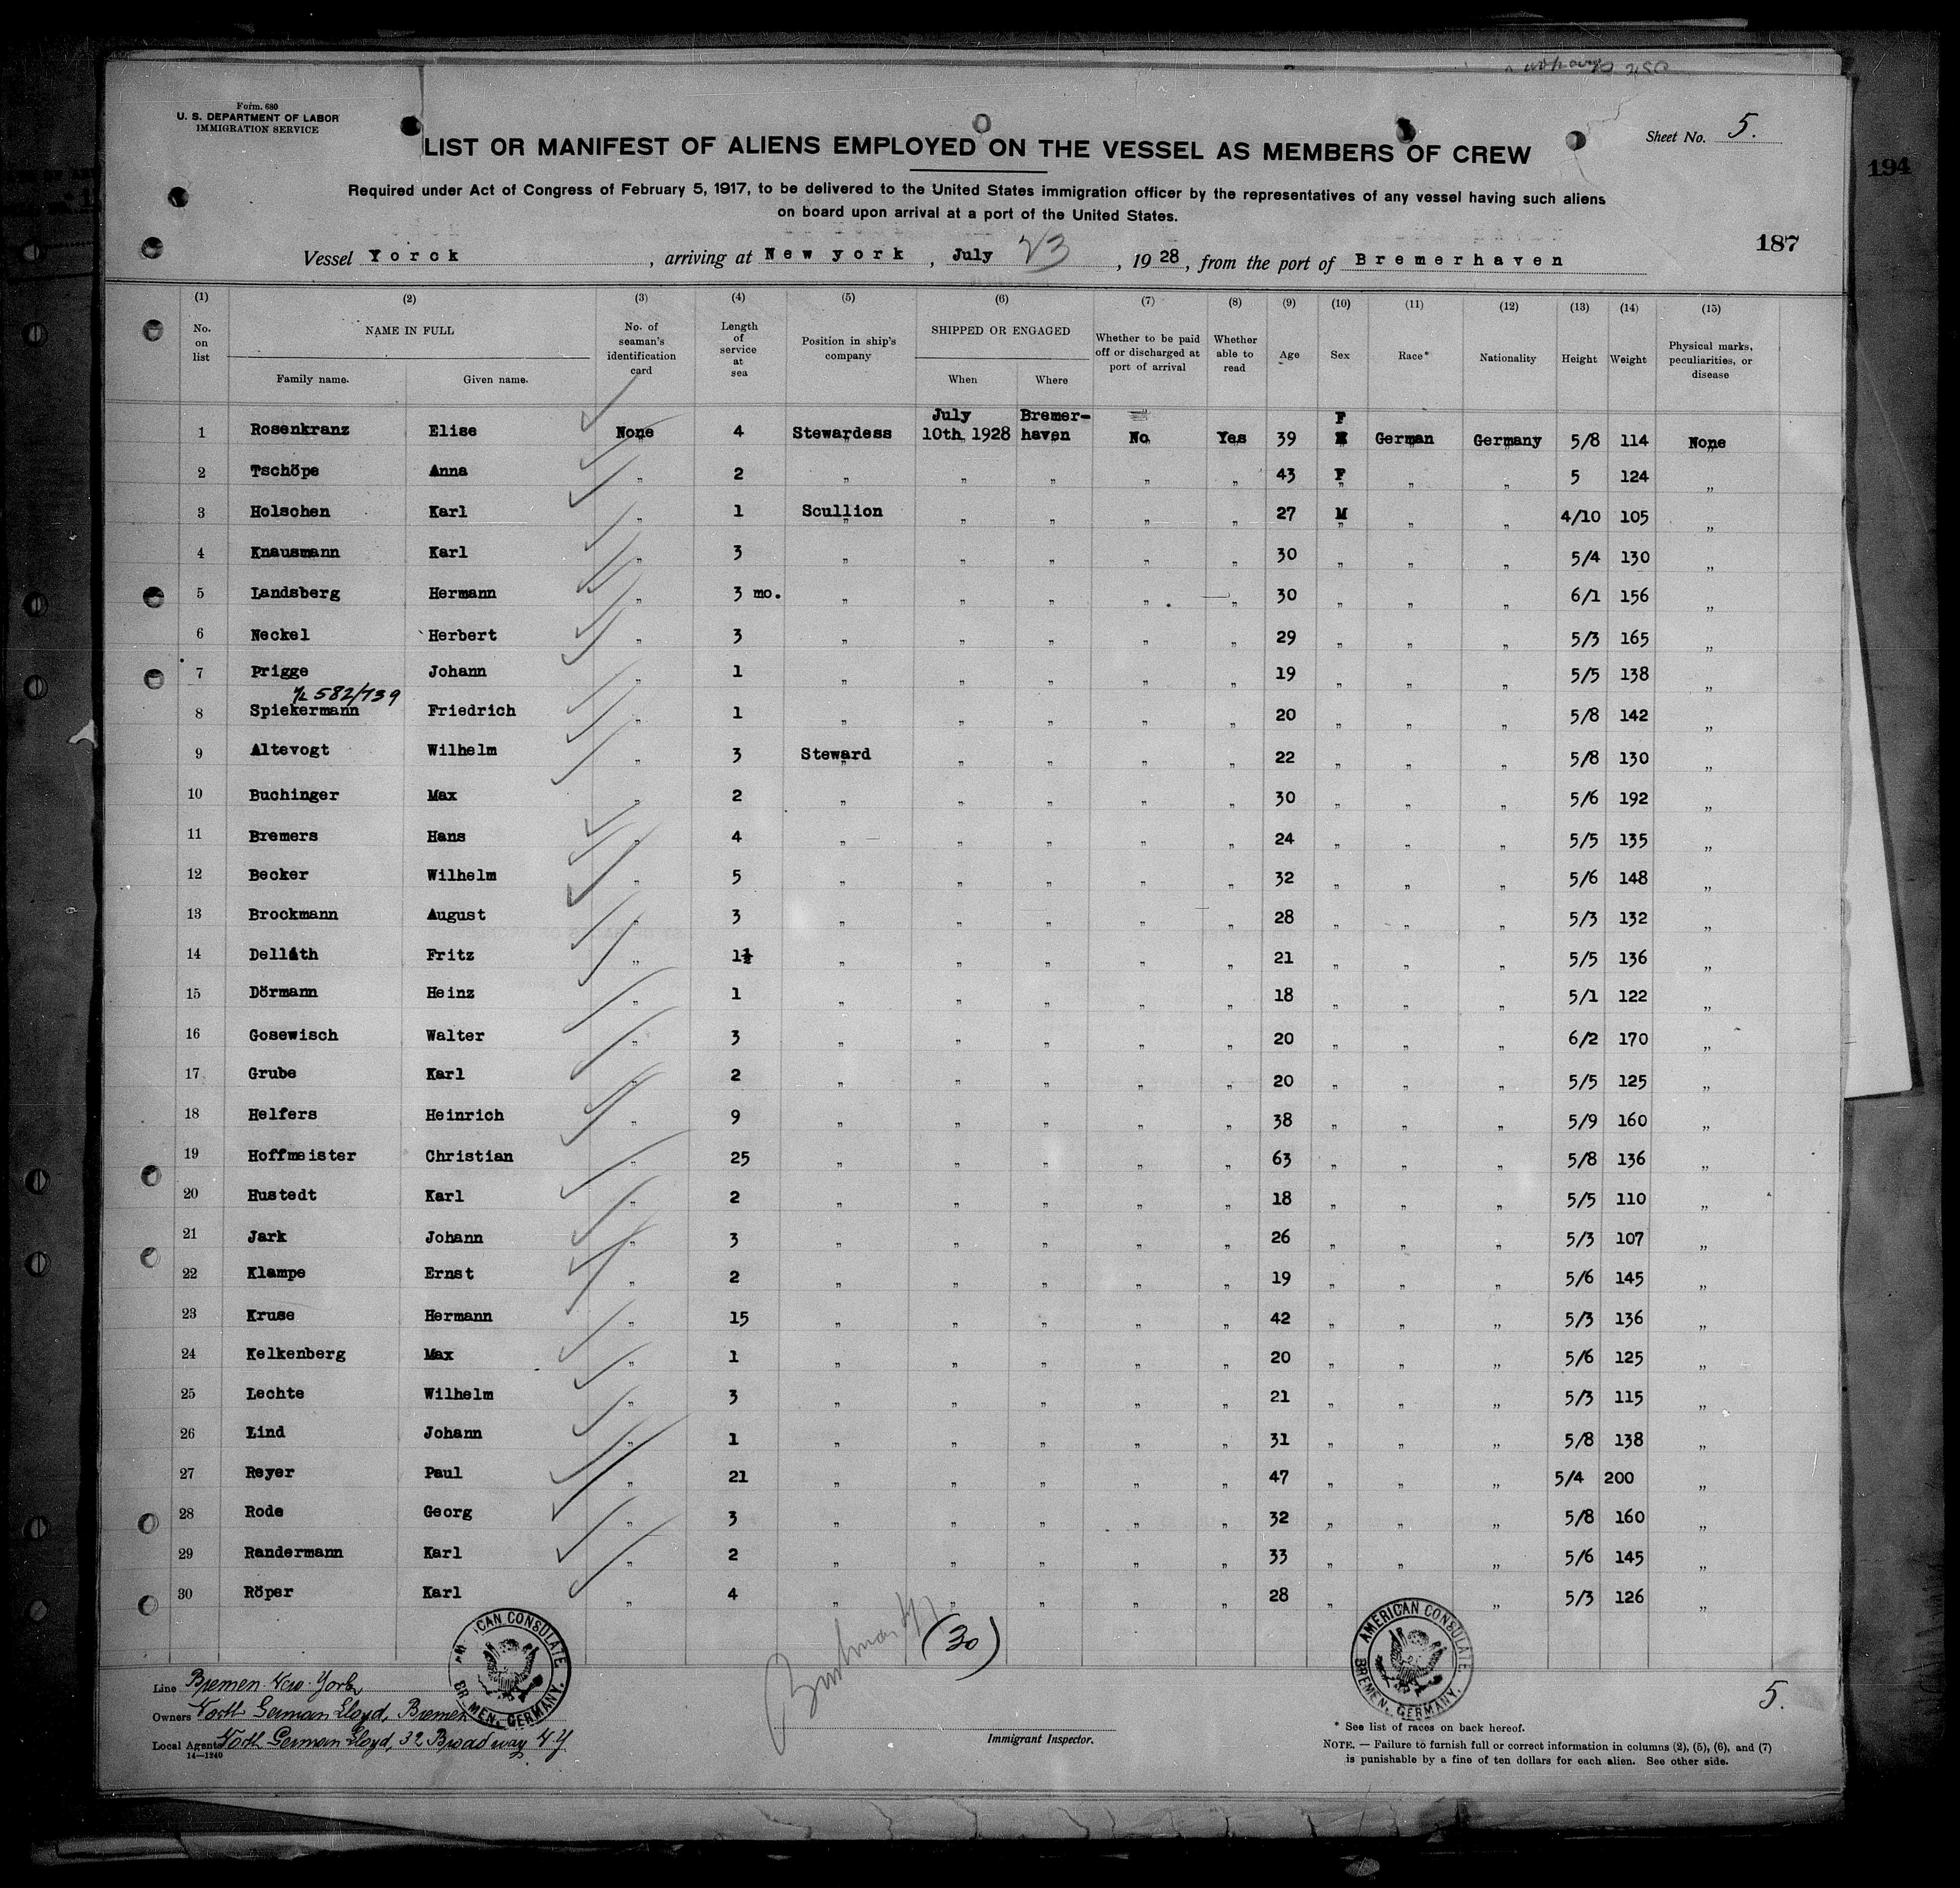 Form. 680
U. S. DEPARTMENT OF LABOR
IMMIGRATION SERVICE
Sheet No. 5.
194
LIST OR MANIFEST OF ALIENS EMPLOYED ON THE VESSEL AS MEMBERS OF CREW
Required under Act of Congress of February 5, 1917, to be delivered to the United States immigration officer by the representatives of any vessel having such aliens
on board upon arrival at a port of the United States.
187
Vessel Yorck , arriving at New york , July 23 , 1928 , from the port of Bremerhaven
(1) (2) (3) (4) (5) (6) (7) (8) (9) (10) (11) (12) (13) (14) (15)
No. on list NAME IN FULL Family name. Given name. No. of seaman's identification card Length of service at sea Position in ship's company SHIPPED OR ENGAGED When Where Whether to be paid off or discharged at port of arrival Whether able to read Age Sex Race* Nationality Height Weight Physical marks, peculiarities, or disease
1 Rosenkranz Elise None 4 Stewardess July 10th 1928 Bremer-haven No Yes 39 F German Germany 5/8 114 None
2 Tschöpe Anna „ 2 „ „ „ „ „ 43 F „ „ 5 124 „
3 Holschen Karl „ 1 Scullion „ „ „ „ 27 M „ „ 4/10 105 „
4 Knausmann Karl „ 3 „ „ „ „ „ 30 „ „ „ 5/4 130 „
5 Landsberg Hermann „ 3 mo. „ „ „ „ „ 30 „ „ „ 6/1 156 „
6 Neckel Herbert „ 3 „ „ „ „ „ 29 „ „ „ 5/3 165 „
7 Prigge Johann „ 1 „ „ „ „ „ 19 „ „ „ 5/5 138 „
582/739
8 Spiekermann Friedrich „ 1 „ „ „ „ „ 20 „ „ „ 5/8 142 „
9 Altevogt Wilhelm „ 3 Steward „ „ „ „ 22 „ „ „ 5/8 130 „
10 Buchinger Max „ 2 „ „ „ „ „ 30 „ „ „ 5/6 192 „
11 Bremers Hans „ 4 „ „ „ „ „ 24 „ „ „ 5/5 135 „
12 Becker Wilhelm „ 5 „ „ „ „ „ 32 „ „ „ 5/6 148 „
13 Brockmann August „ 3 „ „ „ „ „ 28 „ „ „ 5/3 132 „
14 Dellith Fritz „ 1½ „ „ „ „ „ 21 „ „ „ 5/5 136 „
15 Dörmann Heinz „ 1 „ „ „ „ „ 18 „ „ „ 5/1 122 „
16 Gosewisch Walter „ 3 „ „ „ „ „ 20 „ „ „ 6/2 170 „
17 Grube Karl „ 2 „ „ „ „ „ 20 „ „ „ 5/5 125 „
18 Helfers Heinrich „ 9 „ „ „ „ „ 38 „ „ „ 5/9 160 „
19 Hoffmeister Christian „ 25 „ „ „ „ „ 63 „ „ „ 5/8 136 „
20 Hustedt Karl „ 2 „ „ „ „ „ 18 „ „ „ 5/5 110 „
21 Jark Johann „ 3 „ „ „ „ „ 26 „ „ „ 5/3 107 „
22 Klampe Ernst „ 2 „ „ „ „ „ 19 „ „ „ 5/6 145 „
23 Kruse Hermann „ 15 „ „ „ „ „ 42 „ „ „ 5/3 136 „
24 Kelkenberg Max „ 1 „ „ „ „ „ 20 „ „ „ 5/6 125 „
25 Lechte Wilhelm „ 3 „ „ „ „ „ 21 „ „ „ 5/3 115 „
26 Lind Johann „ 1 „ „ „ „ „ 31 „ „ „ 5/8 138 „
27 Reyer Paul „ 21 „ „ „ „ „ 47 „ „ „ 5/4 200 „
28 Rode Georg „ 3 „ „ „ „ „ 32 „ „ „ 5/8 160 „
29 Randermann Karl „ 2 „ „ „ „ „ 33 „ „ „ 5/6 145 „
30 Röper Karl „ 4 „ „ „ „ „ 28 „ „ 5/3 126 „
(30)
AMERICAN CONSULATE BREMEN, GERMANY.
AMERICAN CONSULATE BREMEN, GERMANY.
Line Bremen-New-York
Owners North German Lloyd, Bremen
Local Agents North German Lloyd, 32 Broadway N.Y
14—1240
Immigrant Inspector.
5.
* See list of races on back hereof.
NOTE. — Failure to furnish full or correct information in columns (2), (5), (6), and (7)
is punishable by a fine of ten dollars for each alien. See other side.